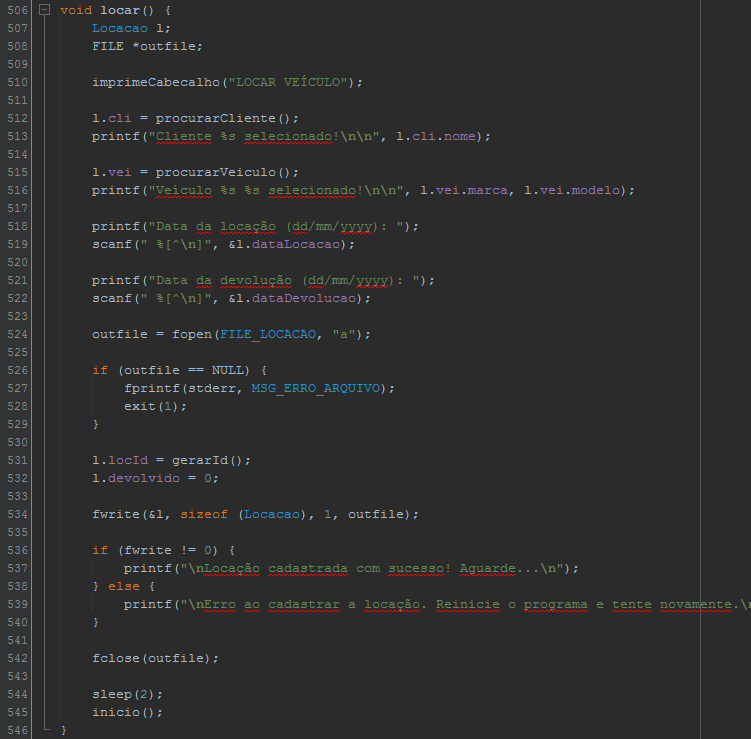 506 void locar() {
507     Locacao l;
508     FILE *outfile;
509
510     imprimeCabecalho("LOCAR VEÍCULO");
511
512     l.cli = procurarCliente();
513     printf("Cliente %s selecionado!\n\n", l.cli.nome);
514
515     l.vei = procurarVeiculo();
516     printf("Veículo %s %s selecionado!\n\n", l.vei.marca, l.vei.modelo);
517
518     printf("Data da locação (dd/mm/yyyy): ");
519     scanf(" %[^\n]", &l.dataLocacao);
520
521     printf("Data da devolução (dd/mm/yyyy): ");
522     scanf(" %[^\n]", &l.dataDevolucao);
523
524     outfile = fopen(FILE_LOCACAO, "a");
525
526     if (outfile == NULL) {
527         fprintf(stderr, MSG_ERRO_ARQUIVO);
528         exit(1);
529     }
530
531     l.locId = gerarId();
532     l.devolvido = 0;
533
534     fwrite(&l, sizeof (Locacao), 1, outfile);
535
536     if (fwrite != 0) {
537         printf("\nLocação cadastrada com sucesso! Aguarde...\n");
538     } else {
539         printf("\nErro ao cadastrar a locação. Reinicie o programa e tente novamente.\n
540     }
541
542     fclose(outfile);
543
544     sleep(2);
545     inicio();
546 }